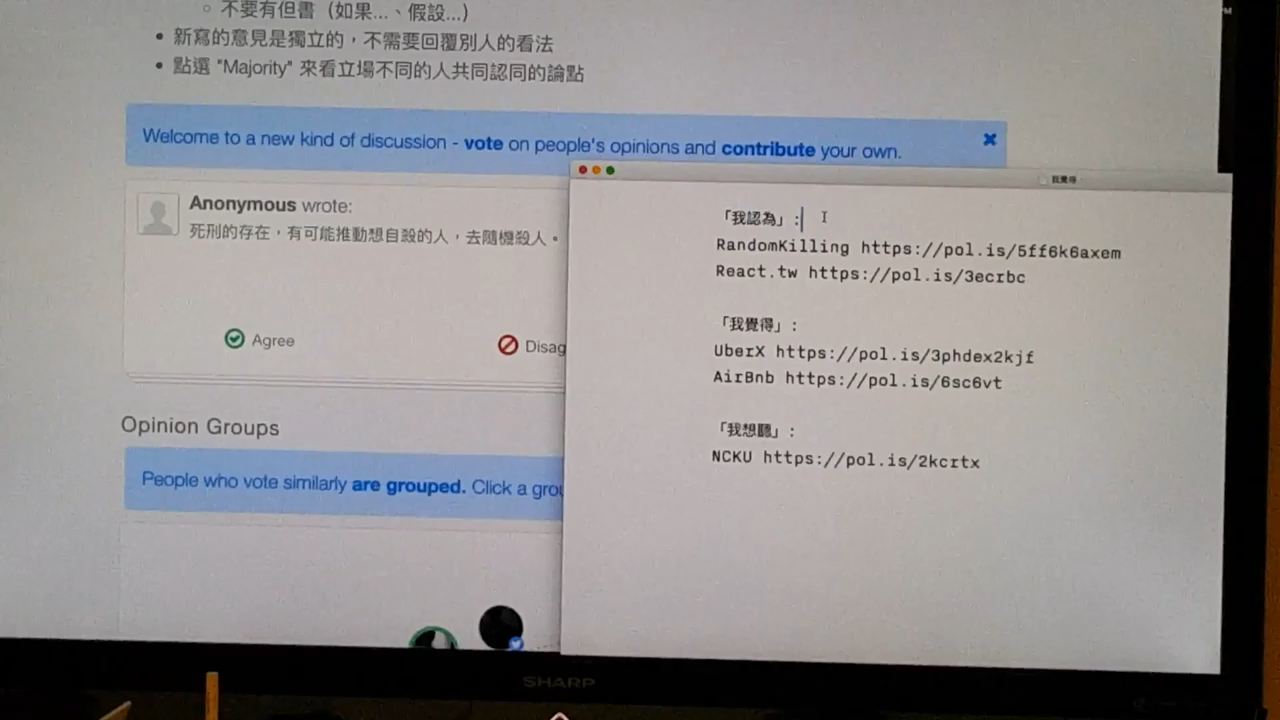 不要有但書（如果...、假設...)
新寫的意見是獨立的，不需要回覆別人的看法
點選 "Majority" 來看立場不同的人共同認同的論點
Welcome to a new kind of discussion - vote on people's opinions and contribute your own.
Anonymous wrote:
死刑的存在，有可能推動想自殺的人，去隨機殺人。
Agree
Disag
Opinion Groups
People who vote similarly are grouped. Click a grou
我覺得
「我認為」:
RandomKilling https://pol.is/5ff6k6axem
React.tw https://pol.is/3ecrbc
「我覺得」:
UberX https://pol.is/3phdex2kjf
AirBnb https://pol.is/6sc6vt
「我想聽」:
NCKU https://pol.is/2kcrtx
SHARP